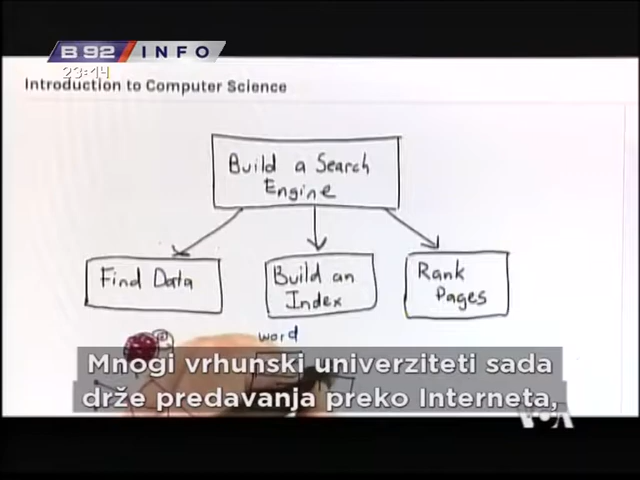 B92 INFO
23:14
Introduction to Computer Science
Build a Search
Engine
Find Data
Build an
Index
Rank
Pages
word
Mnogi vrhunski univerziteti sada
drže predavanja preko Interneta,
VOA